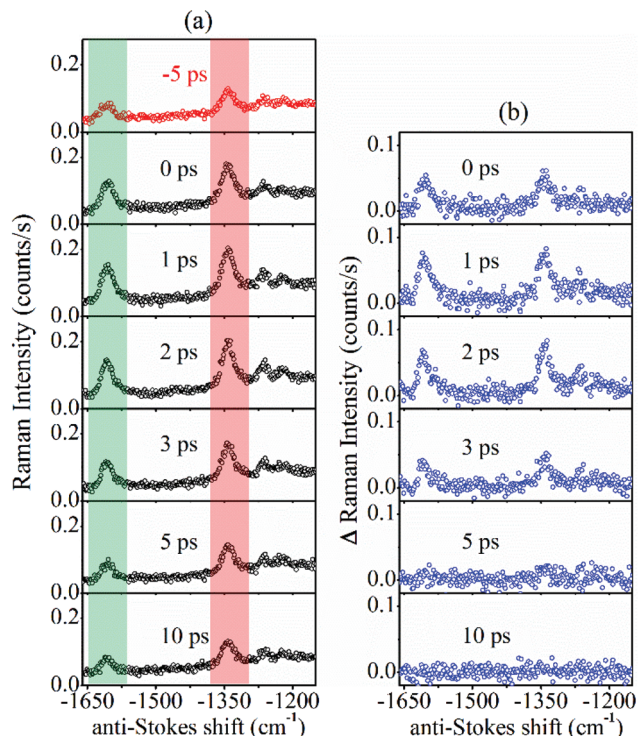 (a)
(b)
Raman Intensity (counts/s)
0.2
-5 ps
0.0
0.2
0 ps
0.0
0.2
1 ps
0.0
0.2
2 ps
0.0
0.2
3 ps
0.0
0.2
5 ps
0.0
0.2
10 ps
0.0
-1650 -1500 -1350 -1200
anti-Stokes shift (cm⁻¹)
Δ Raman Intensity (counts/s)
0.1
0 ps
0.0
0.1
1 ps
0.0
0.1
2 ps
0.0
0.1
3 ps
0.0
0.1
5 ps
0.0
0.1
10 ps
0.0
-1650 -1500 -1350 -1200
anti-Stokes shift (cm⁻¹)